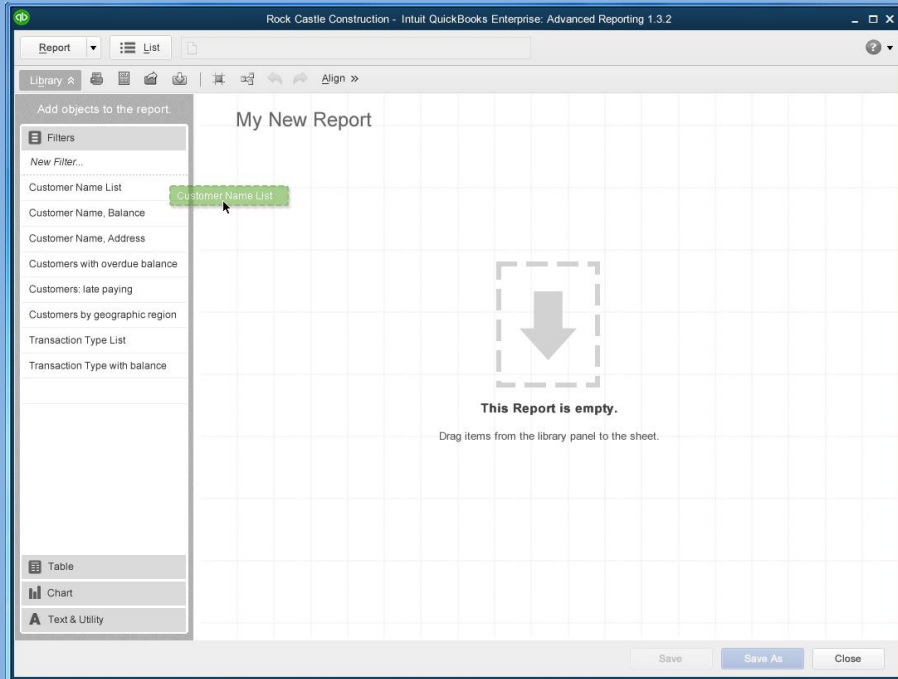 qb
Rock Castle Construction - Intuit QuickBooks Enterprise: Advanced Reporting 1.3.2
Report
List
?
Library
Align »
Add objects to the report.
My New Report
Filters
New Filter...
Customer Name List
Customer Name List
Customer Name, Balance
Customer Name, Address
Customers with overdue balance
Customers: late paying
Customers by geographic region
Transaction Type List
Transaction Type with balance
This Report is empty.
Drag items from the library panel to the sheet.
Table
Chart
A Text & Utility
Save
Save As
Close